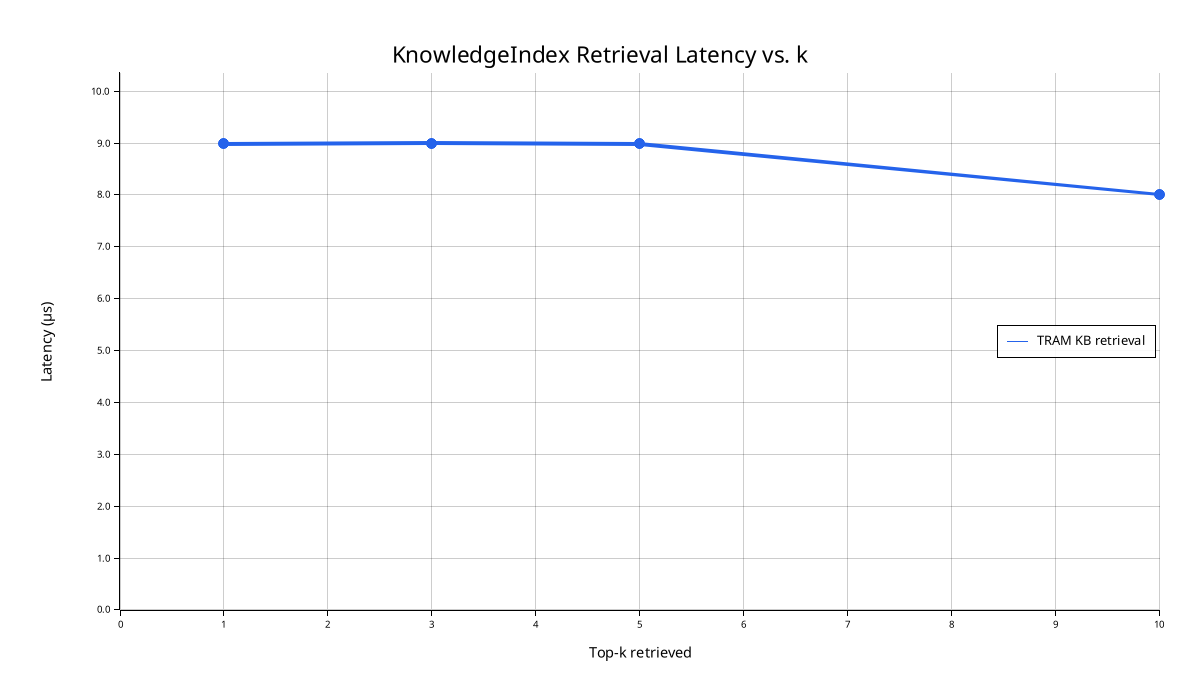 KnowledgeIndex Retrieval Latency vs. k
10.0
9.0
8.0
7.0
6.0
5.0
4.0
3.0
2.0
1.0
0.0
Latency (µs)
TRAM KB retrieval
0 1 2 3 4 5 6 7 8 9 10
Top-k retrieved